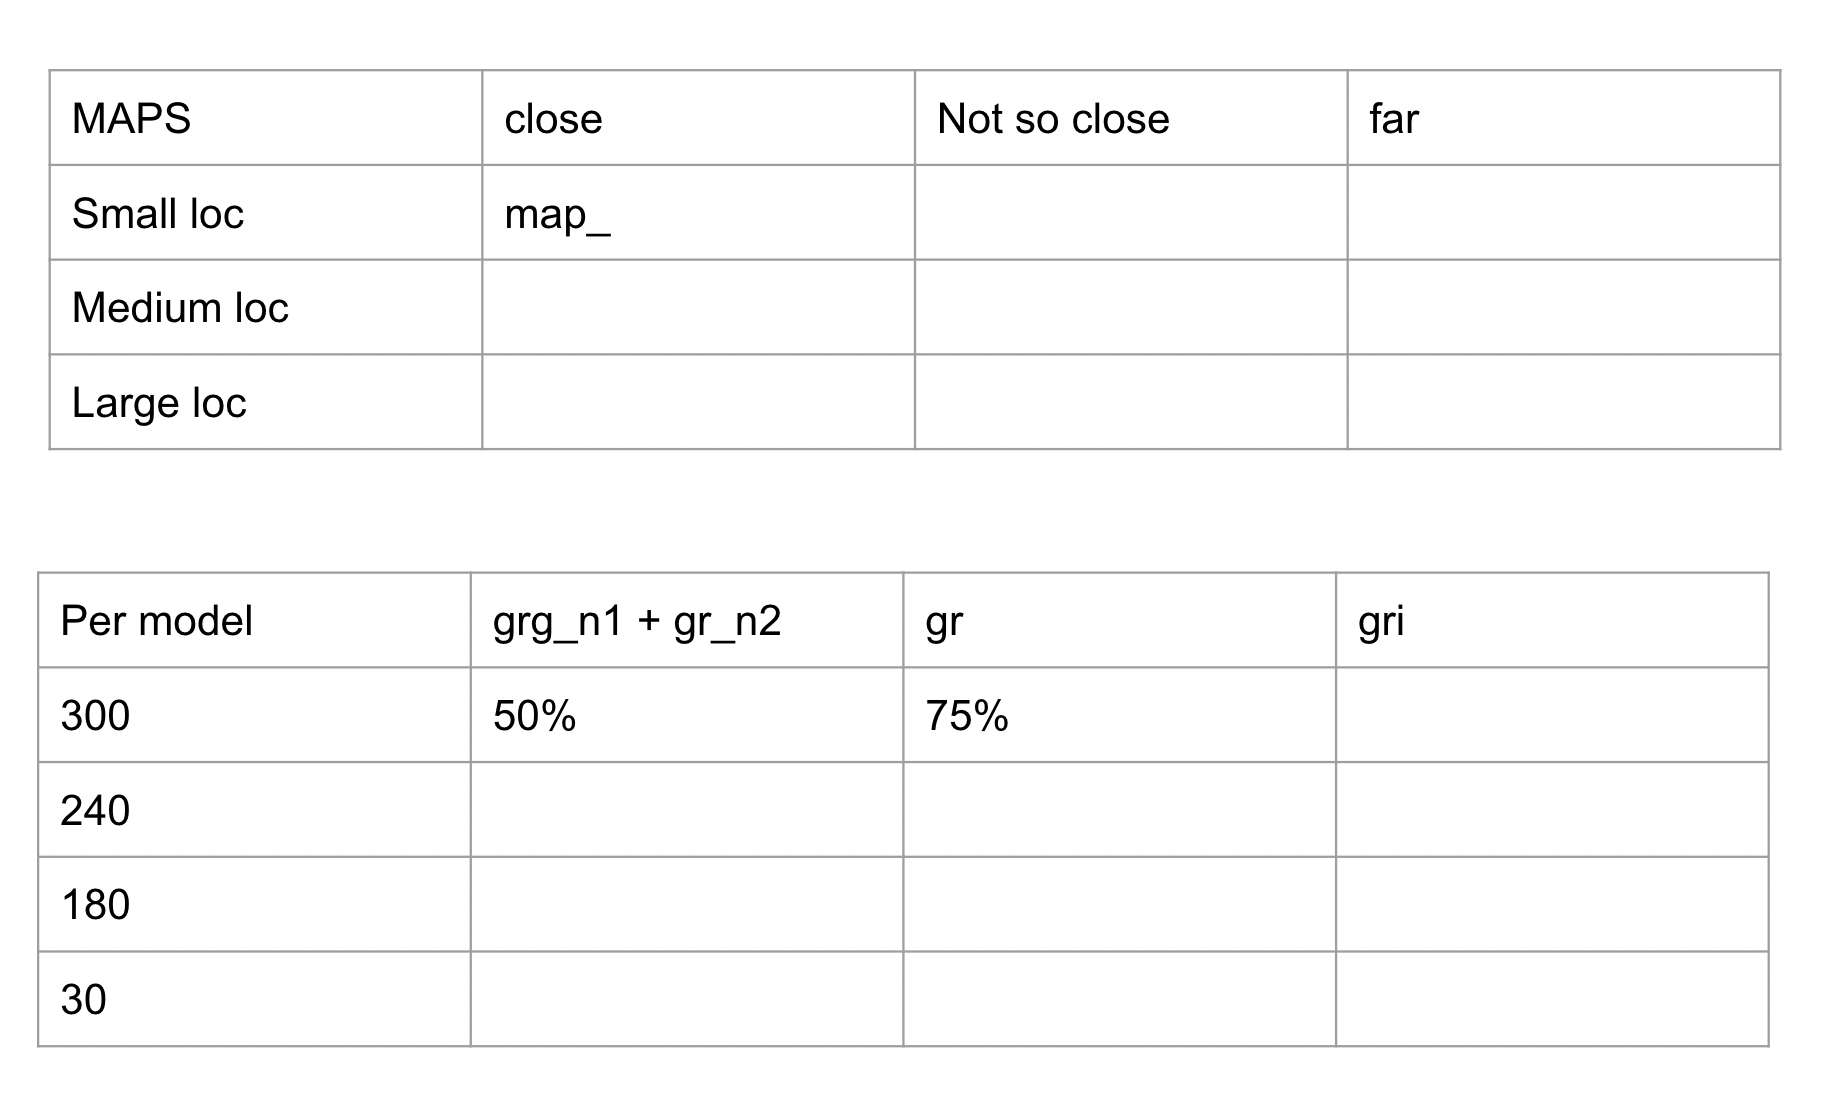 MAPS close Not so close far
Small loc map_
Medium loc
Large loc
Per model grg_n1 + gr_n2 gr gri
300 50% 75%
240
180
30